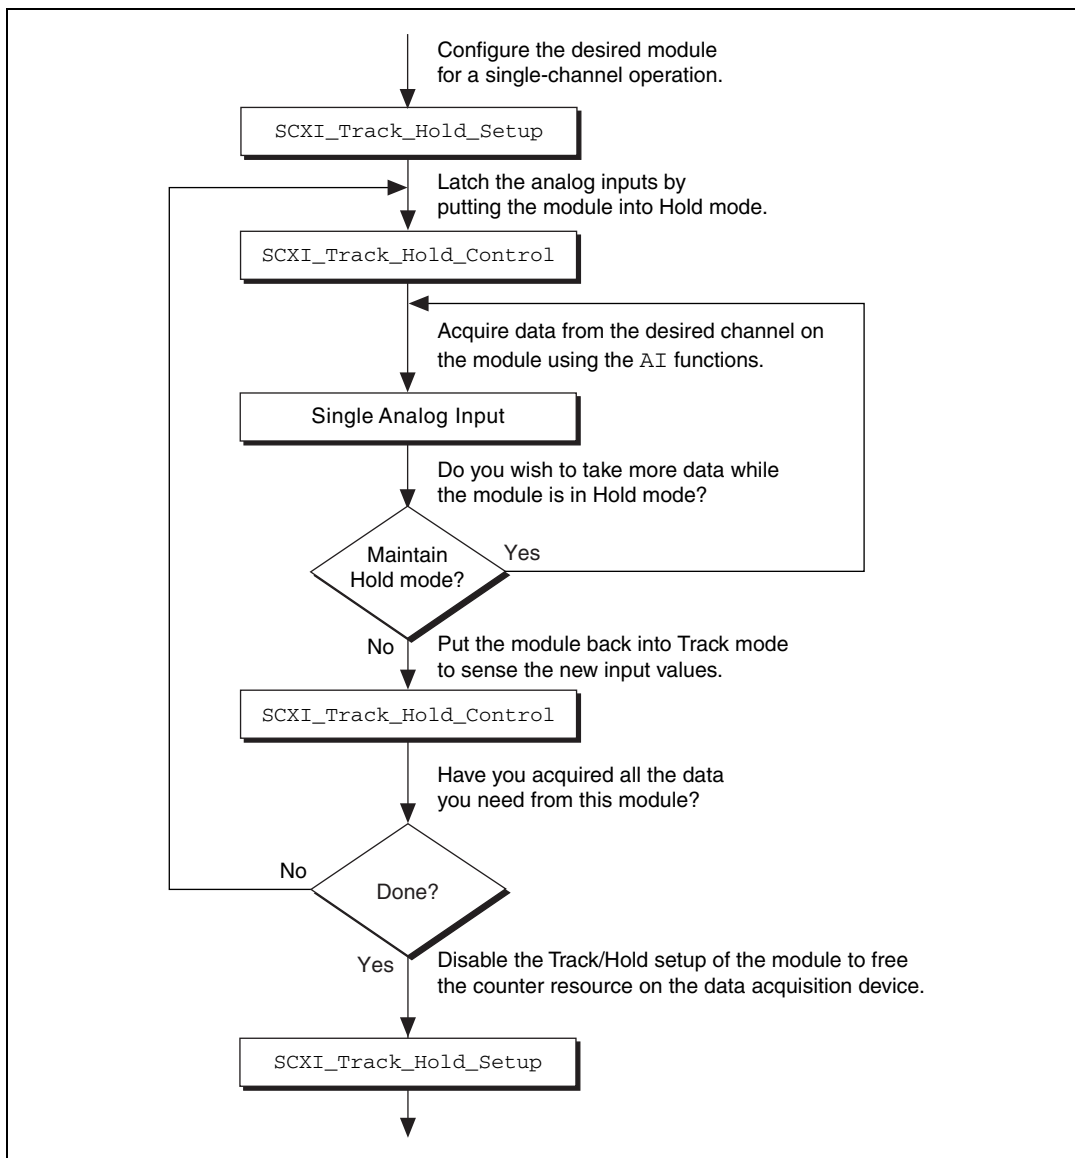 Configure the desired module
for a single-channel operation.
SCXI_Track_Hold_Setup
Latch the analog inputs by
putting the module into Hold mode.
SCXI_Track_Hold_Control
Acquire data from the desired channel on
the module using the AI functions.
Single Analog Input
Do you wish to take more data while
the module is in Hold mode?
Maintain
Hold mode?
Yes
No
Put the module back into Track mode
to sense the new input values.
SCXI_Track_Hold_Control
Have you acquired all the data
you need from this module?
No
Done?
Yes
Disable the Track/Hold setup of the module to free
the counter resource on the data acquisition device.
SCXI_Track_Hold_Setup